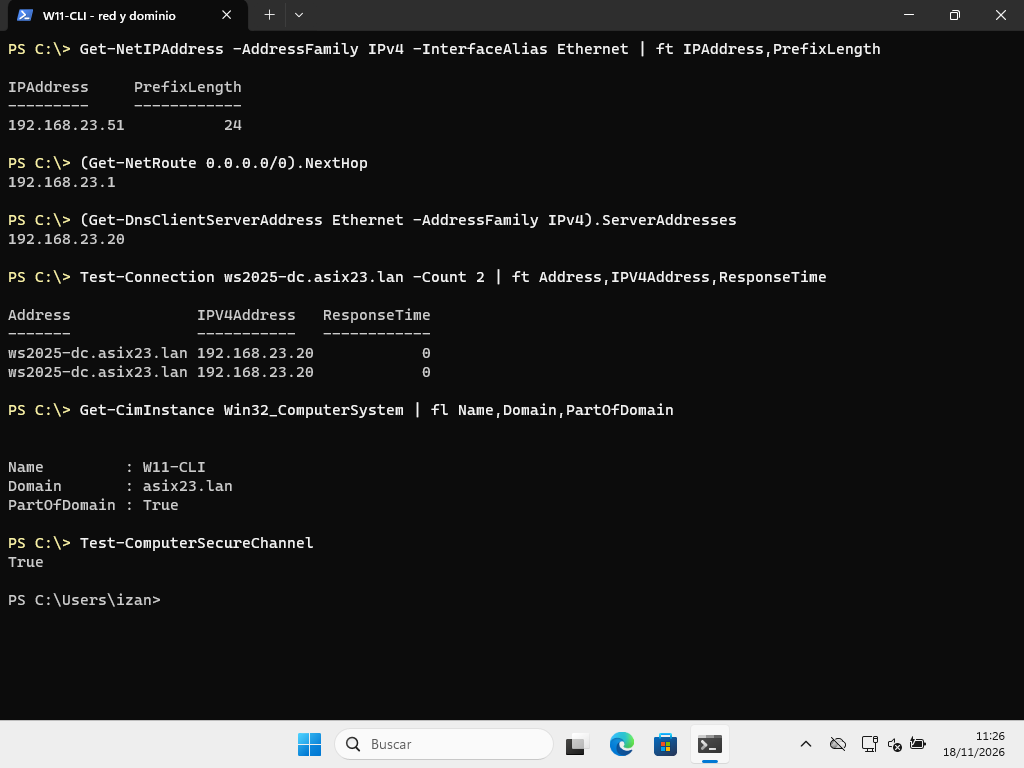 W11-CLI - red y dominio
PS C:\> Get-NetIPAddress -AddressFamily IPv4 -InterfaceAlias Ethernet | ft IPAddress,PrefixLength
IPAddress     PrefixLength
---------     ------------
192.168.23.51           24
PS C:\> (Get-NetRoute 0.0.0.0/0).NextHop
192.168.23.1
PS C:\> (Get-DnsClientServerAddress Ethernet -AddressFamily IPv4).ServerAddresses
192.168.23.20
PS C:\> Test-Connection ws2025-dc.asix23.lan -Count 2 | ft Address,IPV4Address,ResponseTime
Address              IPV4Address   ResponseTime
-------              -----------   ------------
ws2025-dc.asix23.lan 192.168.23.20            0
ws2025-dc.asix23.lan 192.168.23.20            0
PS C:\> Get-CimInstance Win32_ComputerSystem | fl Name,Domain,PartOfDomain
Name         : W11-CLI
Domain       : asix23.lan
PartOfDomain : True
PS C:\> Test-ComputerSecureChannel
True
PS C:\Users\izan>
Buscar
11:26
18/11/2026